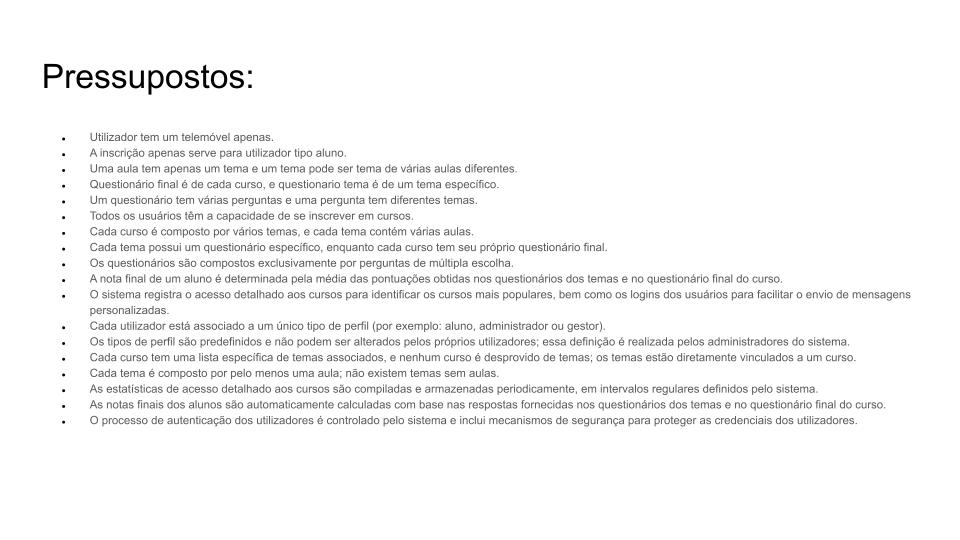 Pressupostos:
● Utilizador tem um telemóvel apenas.
● A inscrição apenas serve para utilizador tipo aluno.
● Uma aula tem apenas um tema e um tema pode ser tema de várias aulas diferentes.
● Questionário final é de cada curso, e questionario tema é de um tema específico.
● Um questionário tem várias perguntas e uma pergunta tem diferentes temas.
● Todos os usuários têm a capacidade de se inscrever em cursos.
● Cada curso é composto por vários temas, e cada tema contém várias aulas.
● Cada tema possui um questionário específico, enquanto cada curso tem seu próprio questionário final.
● Os questionários são compostos exclusivamente por perguntas de múltipla escolha.
● A nota final de um aluno é determinada pela média das pontuações obtidas nos questionários dos temas e no questionário final do curso.
● O sistema registra o acesso detalhado aos cursos para identificar os cursos mais populares, bem como os logins dos usuários para facilitar o envio de mensagens
personalizadas.
● Cada utilizador está associado a um único tipo de perfil (por exemplo: aluno, administrador ou gestor).
● Os tipos de perfil são predefinidos e não podem ser alterados pelos próprios utilizadores; essa definição é realizada pelos administradores do sistema.
● Cada curso tem uma lista específica de temas associados, e nenhum curso é desprovido de temas; os temas estão diretamente vinculados a um curso.
● Cada tema é composto por pelo menos uma aula; não existem temas sem aulas.
● As estatísticas de acesso detalhado aos cursos são compiladas e armazenadas periodicamente, em intervalos regulares definidos pelo sistema.
● As notas finais dos alunos são automaticamente calculadas com base nas respostas fornecidas nos questionários dos temas e no questionário final do curso.
● O processo de autenticação dos utilizadores é controlado pelo sistema e inclui mecanismos de segurança para proteger as credenciais dos utilizadores.